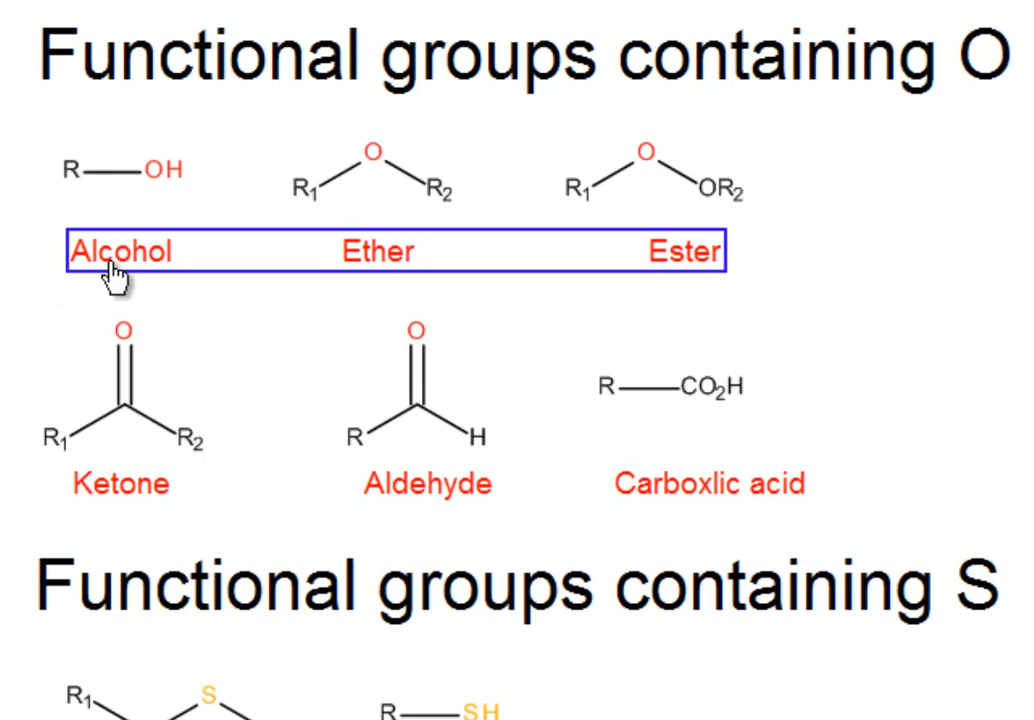 Functional groups containing O
R OH
O
R1 R2
O
R1 OR2
Alcohol Ether Ester
O
R1 R2
O
R H
R CO2H
Ketone Aldehyde Carboxlic acid
Functional groups containing S
R1 S
R SH